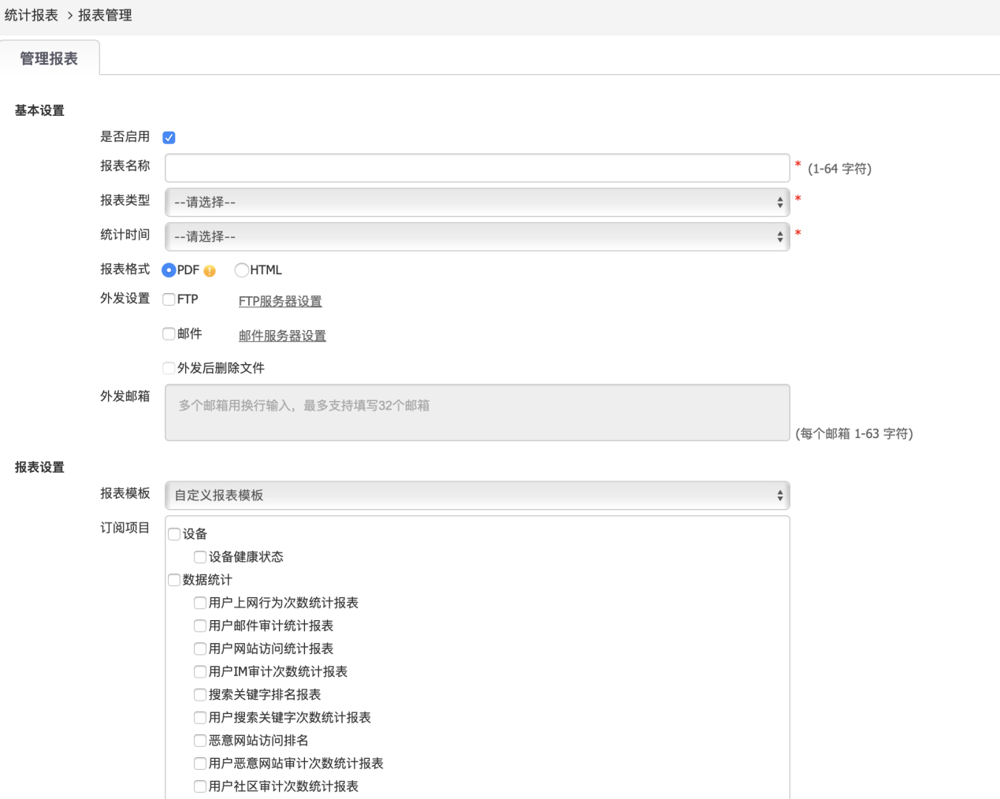 统计报表 > 报表管理
管理报表
基本设置
是否启用
报表名称 * (1-64 字符)
报表类型 --请选择-- *
统计时间 --请选择-- *
报表格式 PDF HTML
外发设置 FTP FTP服务器设置
邮件 邮件服务器设置
外发后删除文件
外发邮箱 多个邮箱用换行输入，最多支持填写32个邮箱 (每个邮箱 1-63 字符)
报表设置
报表模板 自定义报表模板
订阅项目 设备
设备健康状态
数据统计
用户上网行为次数统计报表
用户邮件审计统计报表
用户网站访问统计报表
用户IM审计次数统计报表
搜索关键字排名报表
用户搜索关键字次数统计报表
恶意网站访问排名
用户恶意网站审计次数统计报表
用户社区审计次数统计报表